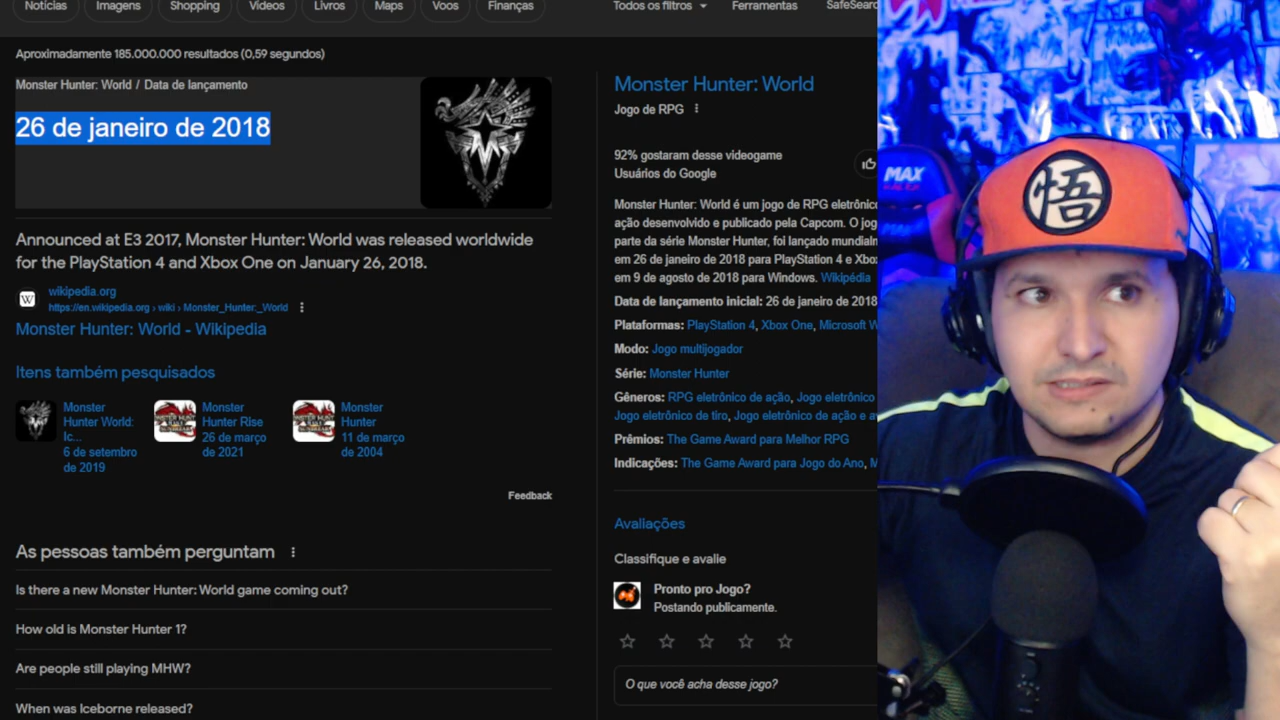 Notícias
Imagens
Shopping
Vídeos
Livros
Maps
Voos
Finanças
Todos os filtros
Ferramentas
Aproximadamente 185.000.000 resultados (0,59 segundos)
Monster Hunter: World / Data de lançamento
26 de janeiro de 2018
Announced at E3 2017, Monster Hunter: World was released worldwide
for the PlayStation 4 and Xbox One on January 26, 2018.
W
wikipedia.org
https://en.wikipedia.org › wiki › Monster_Hunter:_World
Monster Hunter: World - Wikipedia
Itens também pesquisados
Monster
Hunter World:
Ic...
6 de setembro
de 2019
Monster
Hunter Rise
26 de março
de 2021
Monster
Hunter
11 de março
de 2004
Feedback
As pessoas também perguntam
Is there a new Monster Hunter: World game coming out?
How old is Monster Hunter 1?
Are people still playing MHW?
When was Iceborne released?
Monster Hunter: World
Jogo de RPG
92% gostaram desse videogame
Usuários do Google
Monster Hunter: World é um jogo de RPG eletrônico
ação desenvolvido e publicado pela Capcom. O jog
parte da série Monster Hunter, foi lançado mundialm
em 26 de janeiro de 2018 para PlayStation 4 e Xbo
em 9 de agosto de 2018 para Windows. Wikipédia
Data de lançamento inicial: 26 de janeiro de 2018
Plataformas: PlayStation 4, Xbox One, Microsoft W
Modo: Jogo multijogador
Série: Monster Hunter
Gêneros: RPG eletrônico de ação, Jogo eletrônico
Jogo eletrônico de tiro, Jogo eletrônico de ação e a
Prêmios: The Game Award para Melhor RPG
Indicações: The Game Award para Jogo do Ano, M
Avaliações
Classifique e avalie
Pronto pro Jogo?
Postando publicamente.
O que você acha desse jogo?
悟
MAX